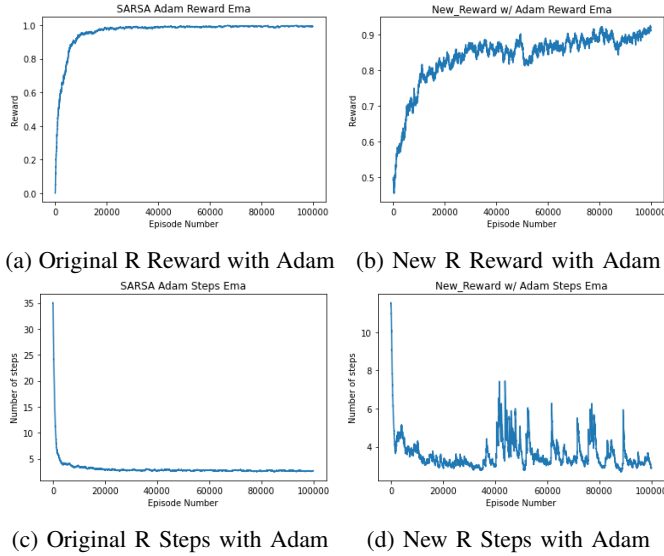 SARSA Adam Reward Ema
1.0
0.8
0.6
0.4
0.2
0.0
Reward
0 20000 40000 60000 80000 100000
Episode Number
New_Reward w/ Adam Reward Ema
0.9
0.8
0.7
0.6
0.5
Reward
0 20000 40000 60000 80000 100000
Episode Number
(a) Original R Reward with Adam
(b) New R Reward with Adam
SARSA Adam Steps Ema
35
30
25
20
15
10
5
Number of steps
0 20000 40000 60000 80000 100000
Episode Number
New_Reward w/ Adam Steps Ema
10
8
6
4
Number of steps
0 20000 40000 60000 80000 100000
Episode Number
(c) Original R Steps with Adam
(d) New R Steps with Adam